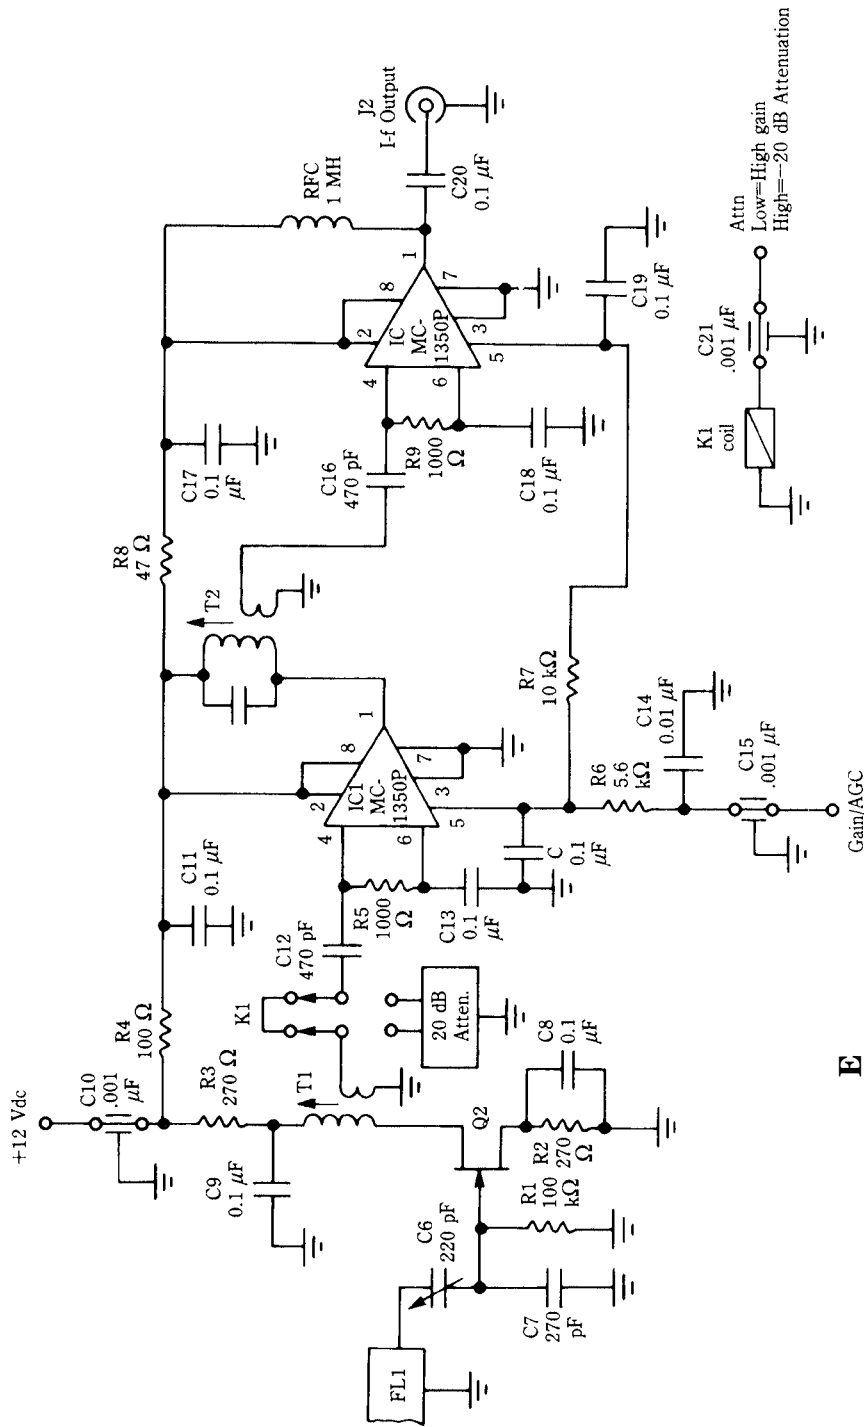 +12 Vdc
C10
.001
µF
R4
100 Ω
C11
0.1 µF
R8
47 Ω
C17
0.1
µF
RFC
1 MH
R3
270 Ω
C9
0.1 µF
T1
K1
C12
470 pF
T2
C16
470 pF
J2
I-f Output
C20
0.1 µF
FL1
C6
220 pF
C7
270
pF
R1
100
kΩ
Q2
R2
270
Ω
C8
0.1
µF
20 dB
Atten.
R5
1000
Ω
C13
0.1
µF
C
0.1
µF
IC1
MC-
1350P
4
6
2
8
1
7
3
5
R9
1000
Ω
C18
0.1 µF
IC
MC-
1350P
4
6
2
8
1
7
3
5
C19
0.1 µF
R7
10 kΩ
R6
5.6
kΩ
C14
0.01 µF
C15
.001 µF
Gain/AGC
K1
coil
C21
.001 µF
Attn
Low=High gain
High=–20 dB Attenuation
E